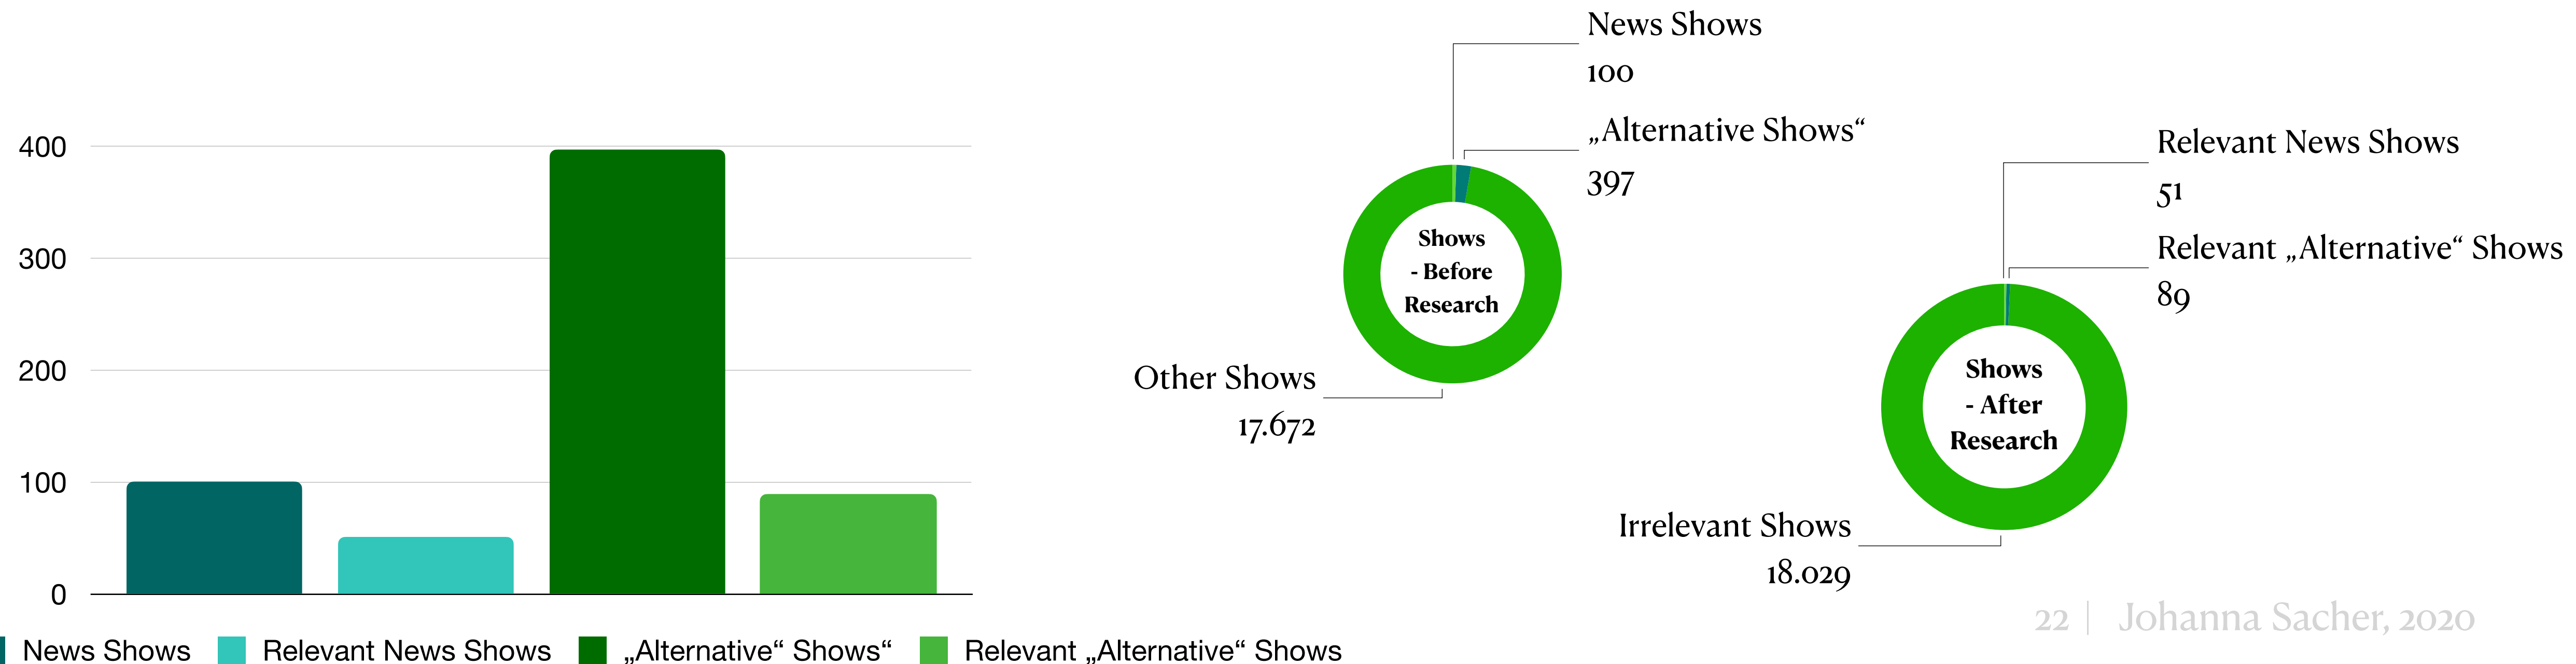 400
300
200
100
0
News Shows
Relevant News Shows
„Alternative“ Shows“
Relevant „Alternative“ Shows
News Shows
100
„Alternative Shows“
397
Shows
- Before
Research
Other Shows
17.672
Relevant News Shows
51
Relevant „Alternative“ Shows
89
Shows
- After
Research
Irrelevant Shows
18.029
22 | Johanna Sacher, 2020